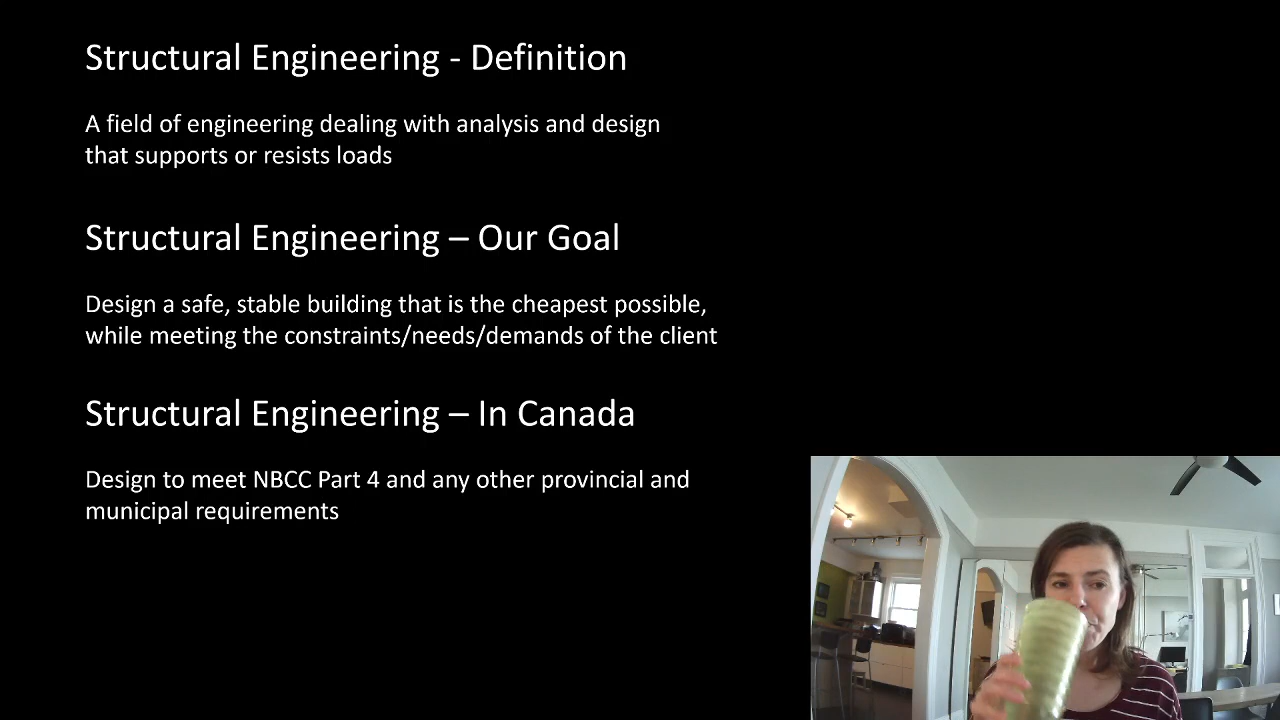 Structural Engineering - Definition
A field of engineering dealing with analysis and design
that supports or resists loads
Structural Engineering – Our Goal
Design a safe, stable building that is the cheapest possible,
while meeting the constraints/needs/demands of the client
Structural Engineering – In Canada
Design to meet NBCC Part 4 and any other provincial and
municipal requirements